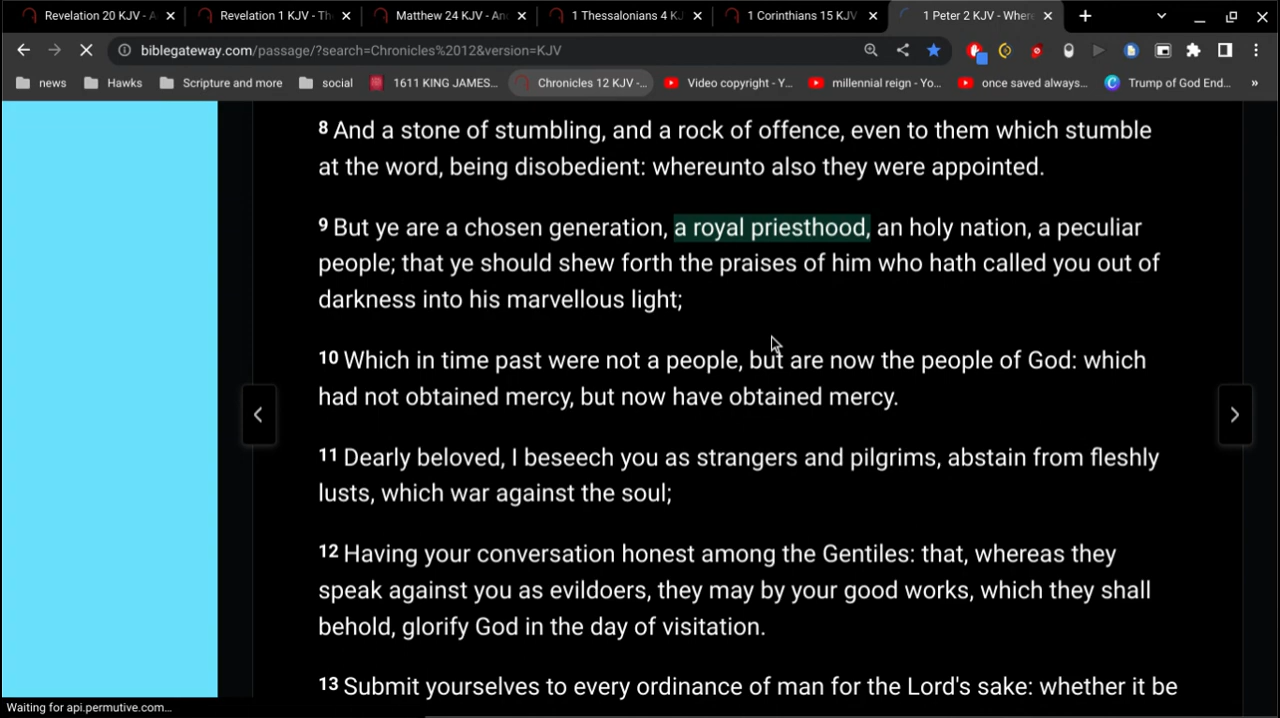 Revelation 20 KJV - A
Revelation 1 KJV - Th
Matthew 24 KJV - An
1 Thessalonians 4 KJ
1 Corinthians 15 KJV
1 Peter 2 KJV - Where
biblegateway.com/passage/?search=Chronicles%2012&version=KJV
news
Hawks
Scripture and more
social
1611 KING JAMES...
Chronicles 12 KJV -...
Video copyright - Y...
millennial reign - Yo...
once saved always...
Trump of God End...
8 And a stone of stumbling, and a rock of offence, even to them which stumble
at the word, being disobedient: whereunto also they were appointed.
9 But ye are a chosen generation, a royal priesthood, an holy nation, a peculiar
people; that ye should shew forth the praises of him who hath called you out of
darkness into his marvellous light;
10 Which in time past were not a people, but are now the people of God: which
had not obtained mercy, but now have obtained mercy.
11 Dearly beloved, I beseech you as strangers and pilgrims, abstain from fleshly
lusts, which war against the soul;
12 Having your conversation honest among the Gentiles: that, whereas they
speak against you as evildoers, they may by your good works, which they shall
behold, glorify God in the day of visitation.
13 Submit yourselves to every ordinance of man for the Lord's sake: whether it be
Waiting for api.permutive.com...